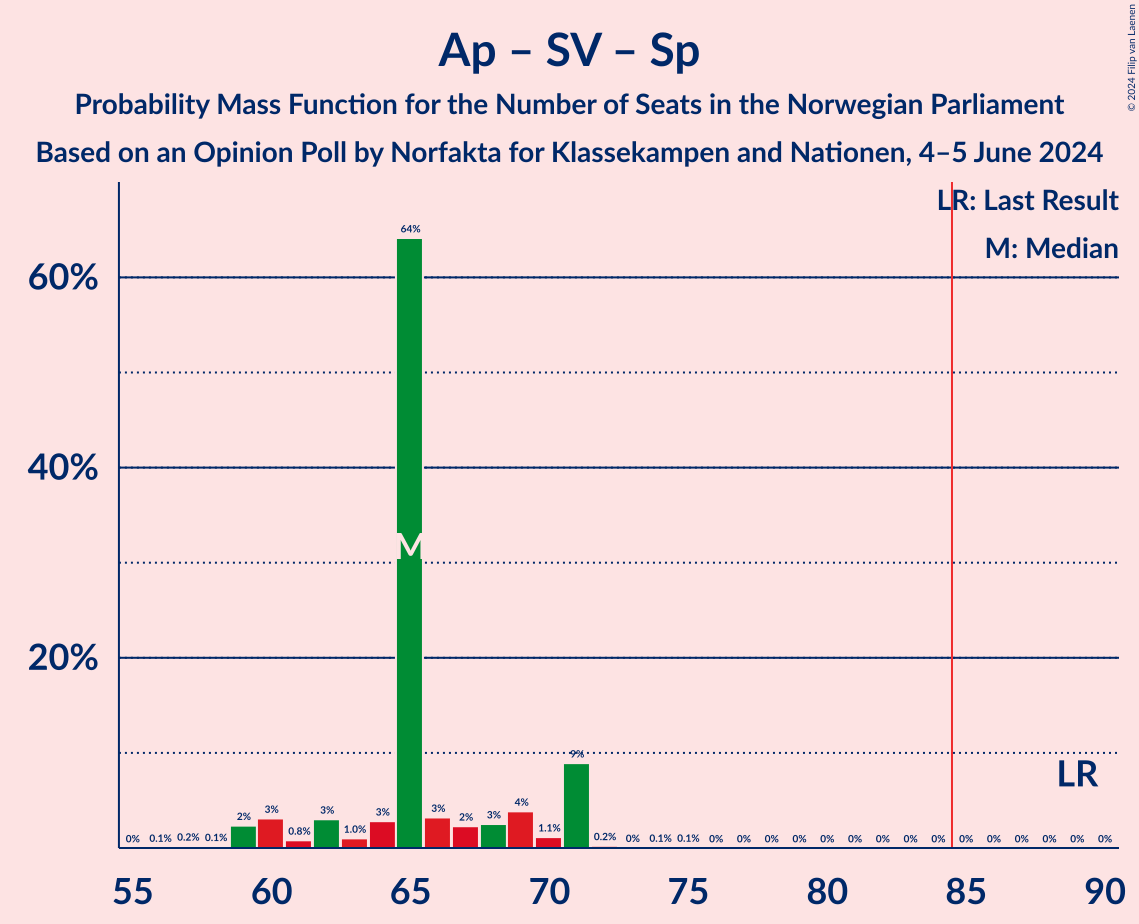 Ap – SV – Sp
Probability Mass Function for the Number of Seats in the Norwegian Parliament
Based on an Opinion Poll by Norfakta for Klassekampen and Nationen, 4–5 June 2024
© 2024 Filip van Laenen
LR: Last Result
M: Median
60%
40%
20%
64%
M
9%
LR
0% 0.1% 0.2% 0.1% 2% 3% 0.8% 3% 1.0% 3% 3% 2% 3% 4% 1.1% 0.2% 0% 0.1% 0.1% 0% 0% 0% 0% 0% 0% 0% 0% 0% 0% 0% 0% 0% 0% 0%
55 60 65 70 75 80 85 90